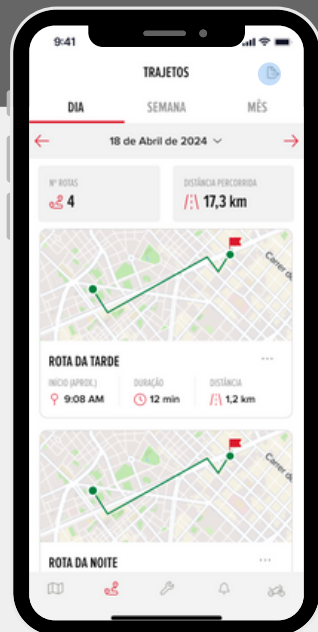 9:41
TRAJETOS
DIA SEMANA MÊS
18 de Abril de 2024
Nº ROTAS DISTÂNCIA PERCORRIDA
4 17,3 km
Carrer de
ROTA DA TARDE
INÍCIO (APROX.) DURAÇÃO DISTÂNCIA
9:08 AM 12 min 1,2 km
Carrer de
ROTA DA NOITE